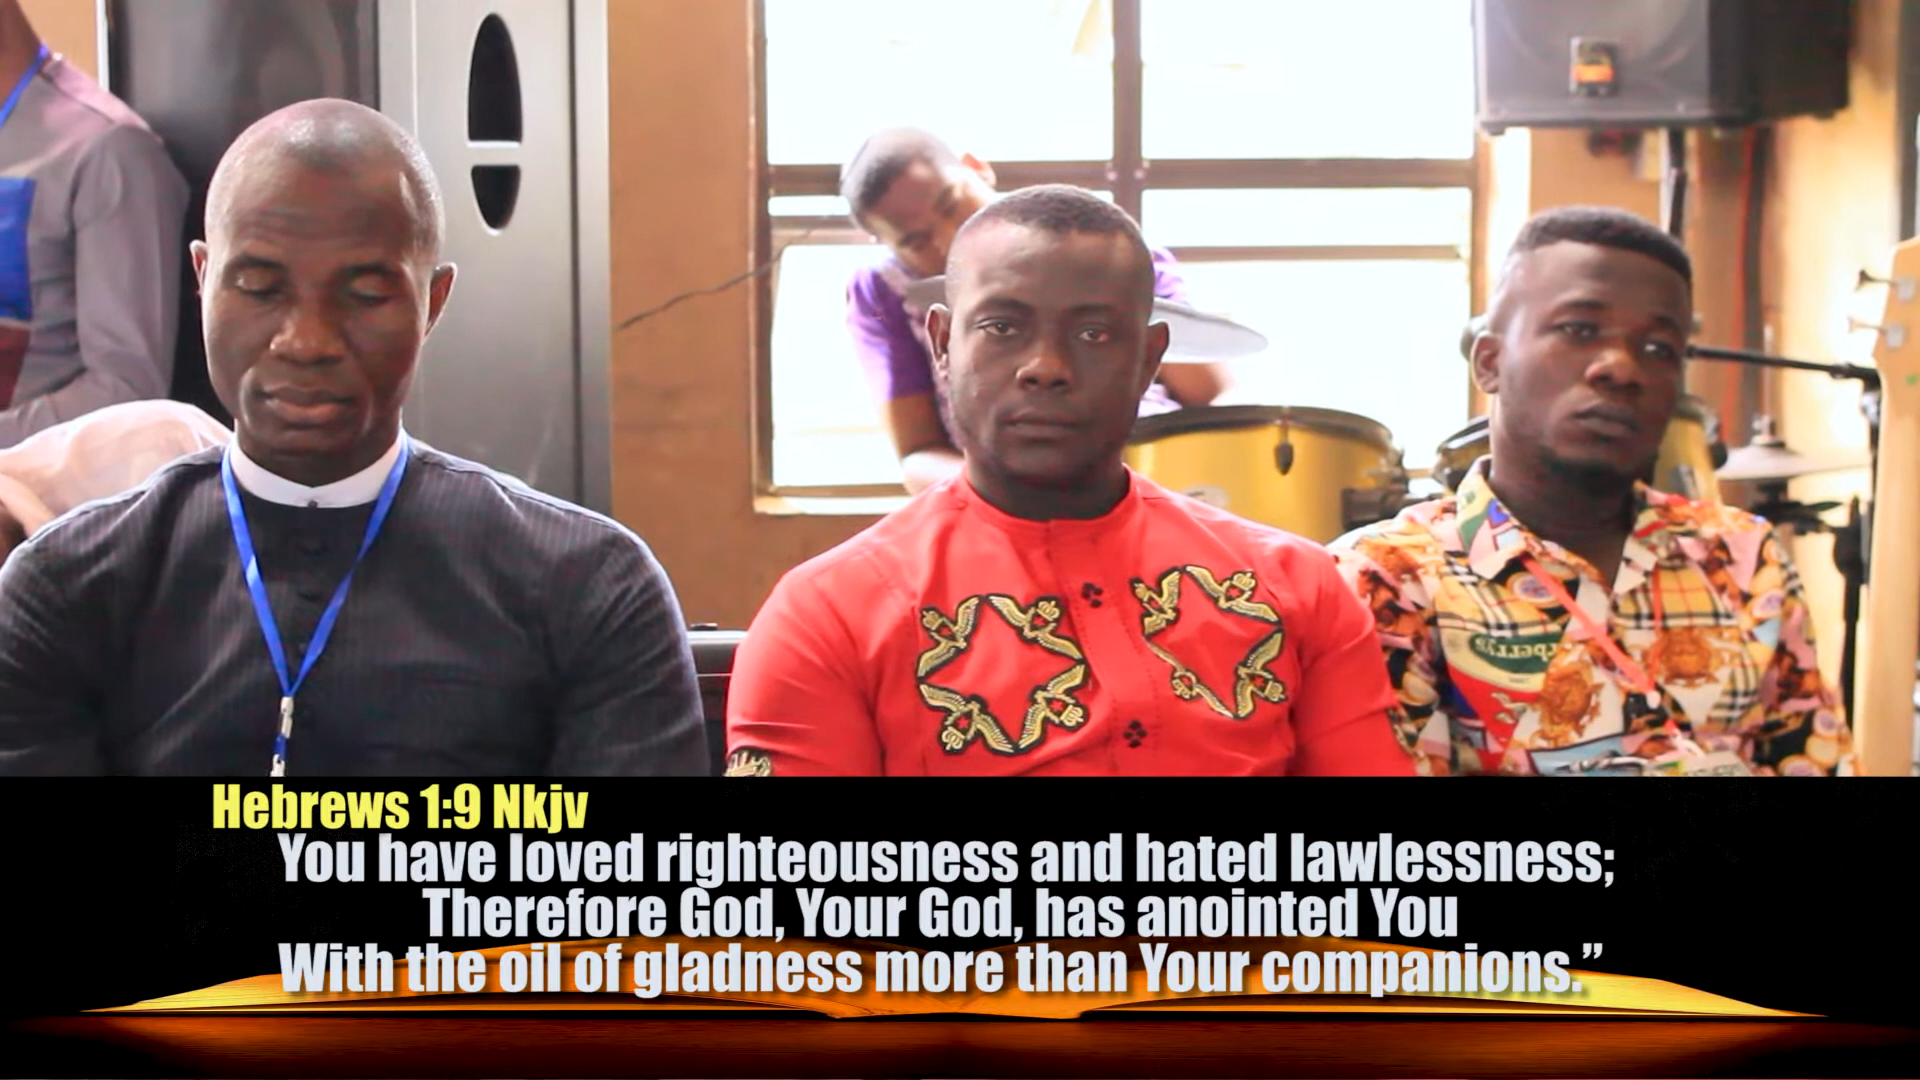 Hebrews 1:9 Nkjv
You have loved righteousness and hated lawlessness;
Therefore God, Your God, has anointed You
With the oil of gladness more than Your companions.”